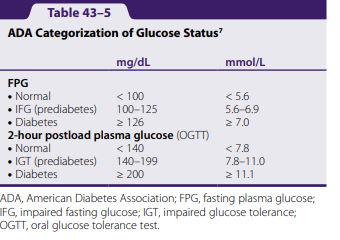 Table 43–5
ADA Categorization of Glucose Status7
mg/dL mmol/L
FPG
• Normal < 100 < 5.6
• IFG (prediabetes) 100–125 5.6–6.9
• Diabetes ≥ 126 ≥ 7.0
2-hour postload plasma glucose (OGTT)
• Normal < 140 < 7.8
• IGT (prediabetes) 140–199 7.8–11.0
• Diabetes ≥ 200 ≥ 11.1
ADA, American Diabetes Association; FPG, fasting plasma glucose;
IFG, impaired fasting glucose; IGT, impaired glucose tolerance;
OGTT, oral glucose tolerance test.